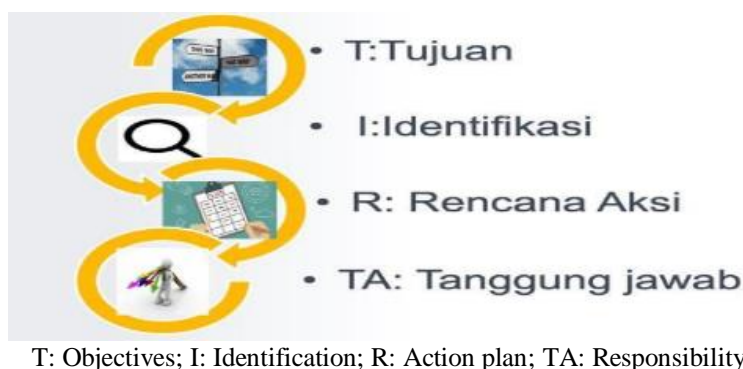 • T:Tujuan
• I:Identifikasi
• R: Rencana Aksi
• TA: Tanggung jawab
T: Objectives; I: Identification; R: Action plan; TA: Responsibility